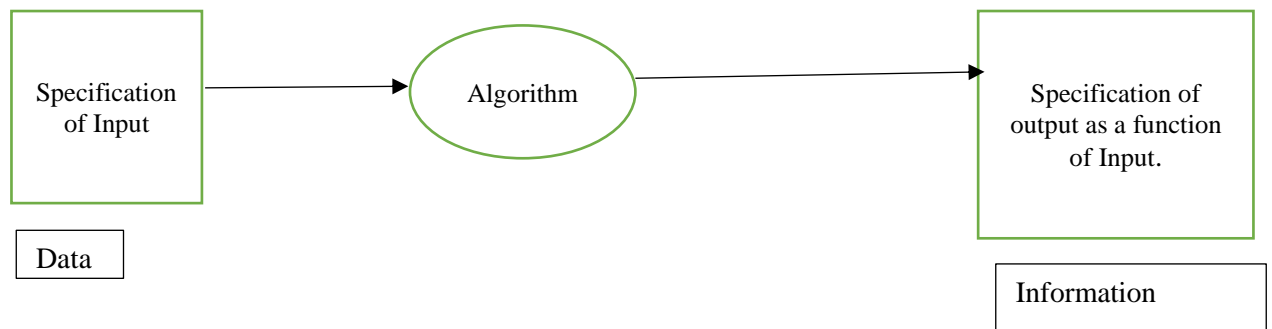 Specification
of Input
Algorithm
Specification of
output as a function
of Input.
Data
Information